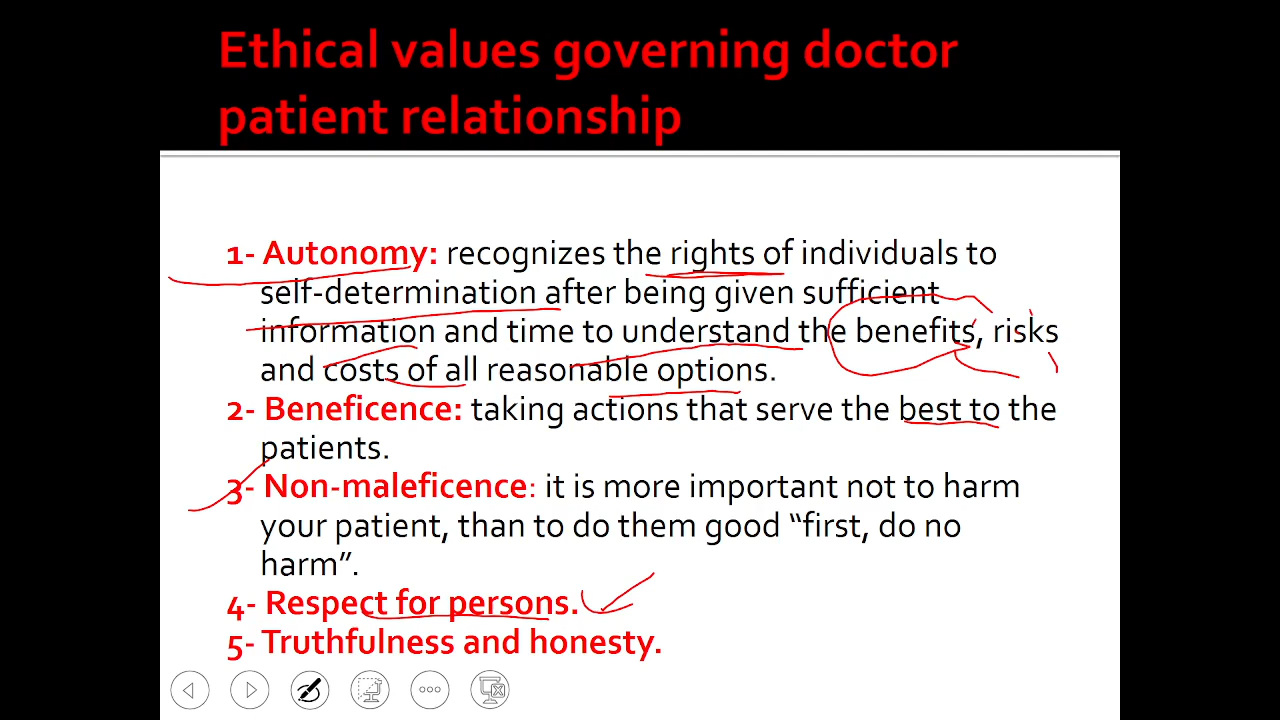 Ethical values governing doctor
patient relationship
1- Autonomy: recognizes the rights of individuals to
self-determination after being given sufficient
information and time to understand the benefits, risks
and costs of all reasonable options.
2- Beneficence: taking actions that serve the best to the
patients.
3- Non-maleficence: it is more important not to harm
your patient, than to do them good “first, do no
harm”.
4- Respect for persons.
5- Truthfulness and honesty.